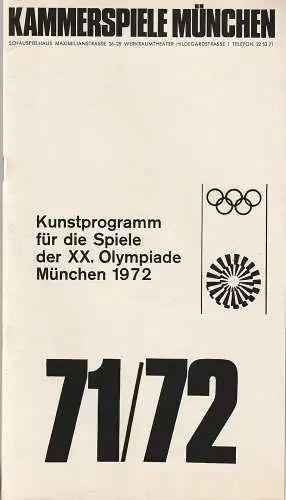 KAMMERSPIELE MÜNCHEN
SCHAUSPIELHAUS MAXIMILIANSTRASSE 26-28 WERKRAUMTHEATER HILDEGARDSTRASSE 1 TELEFON 22 53 71
Kunstprogramm
für die Spiele
der XX. Olympiade
München 1972
71/72